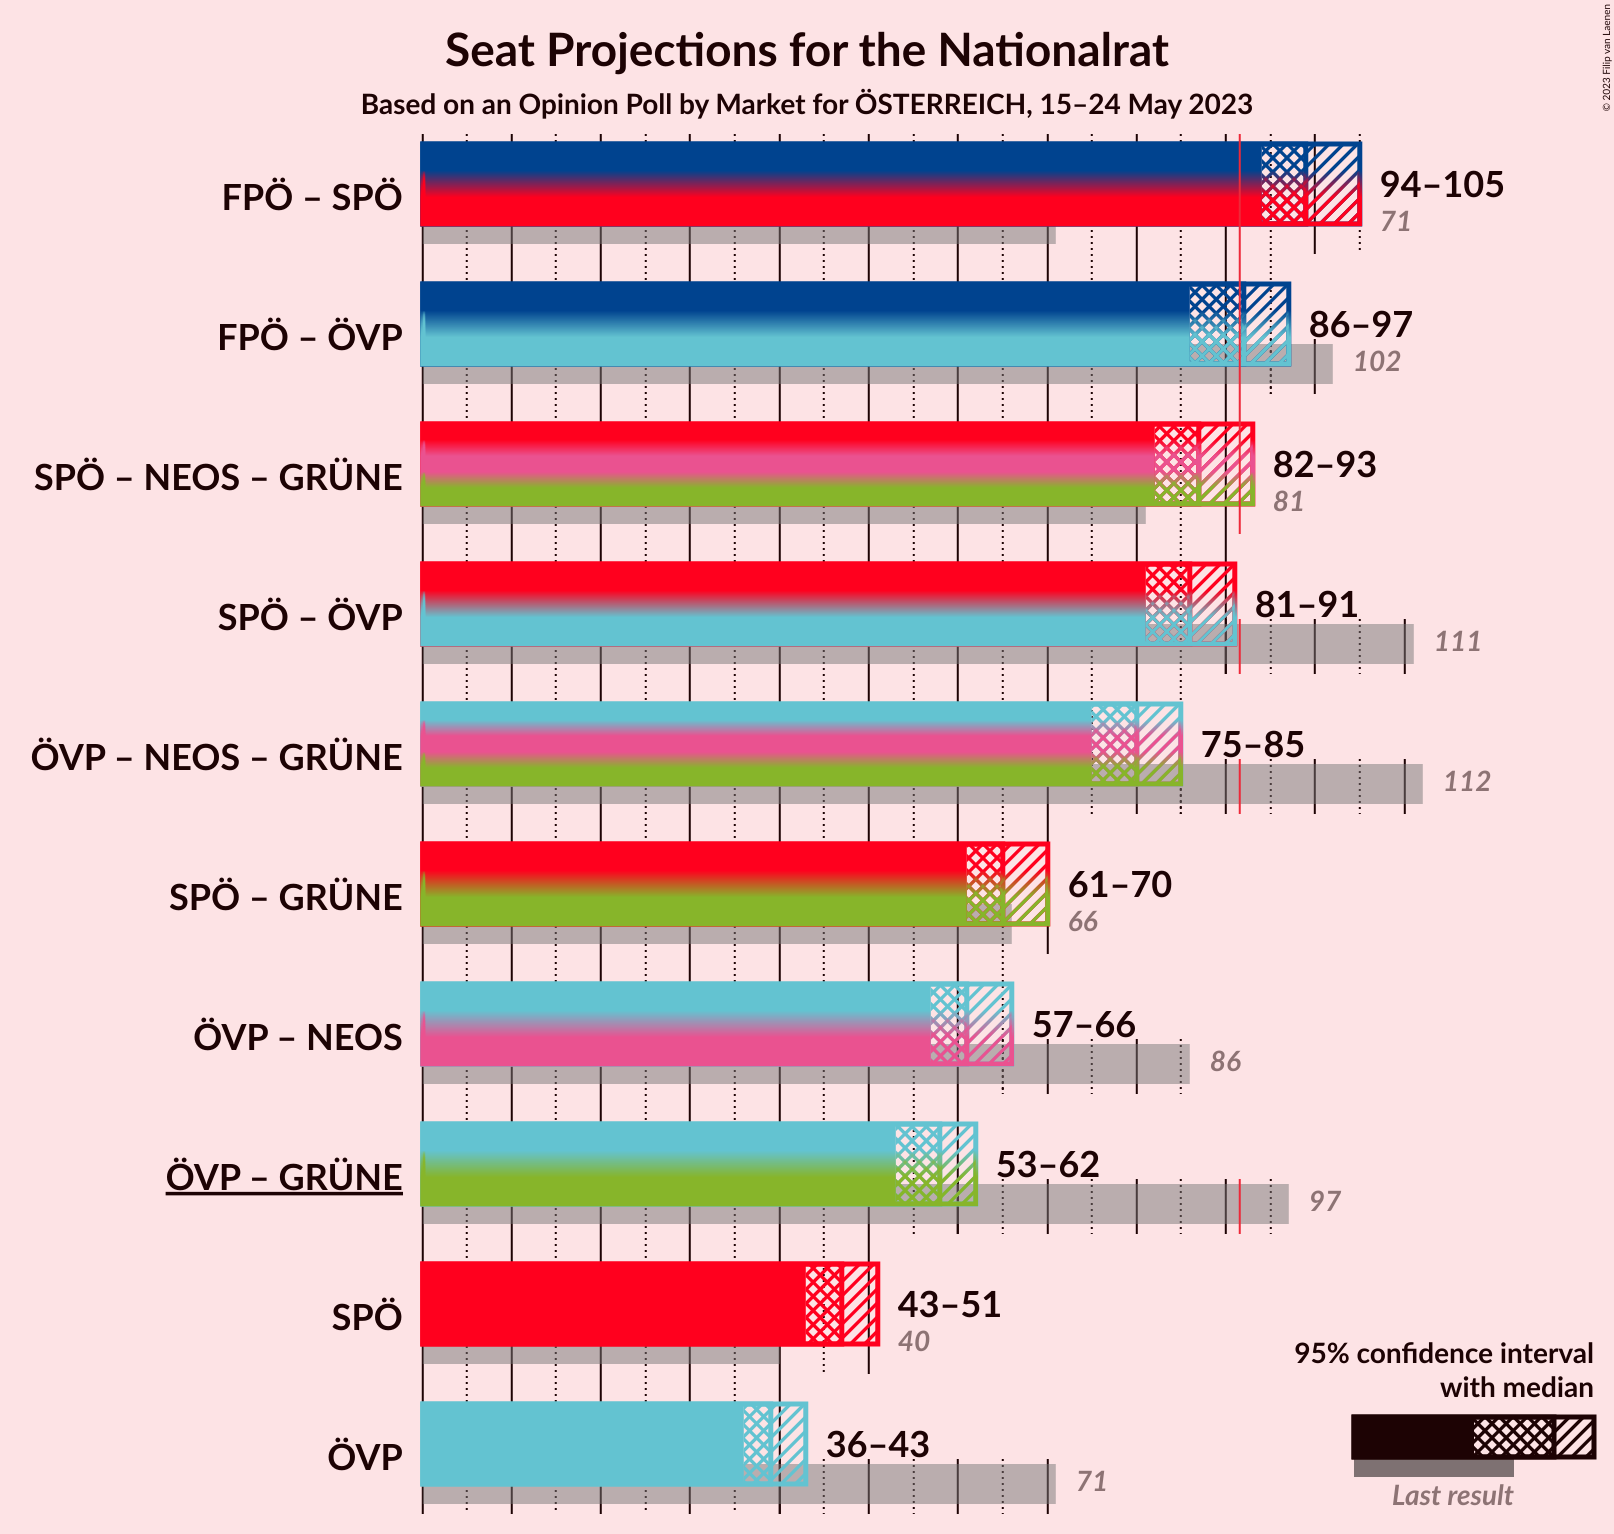 Seat Projections for the Nationalrat
Based on an Opinion Poll by Market for ÖSTERREICH, 15–24 May 2023
© 2023 Filip van Laenen
FPÖ – SPÖ
94–105
71
FPÖ – ÖVP
86–97
102
SPÖ – NEOS – GRÜNE
82–93
81
SPÖ – ÖVP
81–91
111
ÖVP – NEOS – GRÜNE
75–85
112
SPÖ – GRÜNE
61–70
66
ÖVP – NEOS
57–66
86
ÖVP – GRÜNE
53–62
97
SPÖ
43–51
40
ÖVP
36–43
71
95% confidence interval
with median
Last result